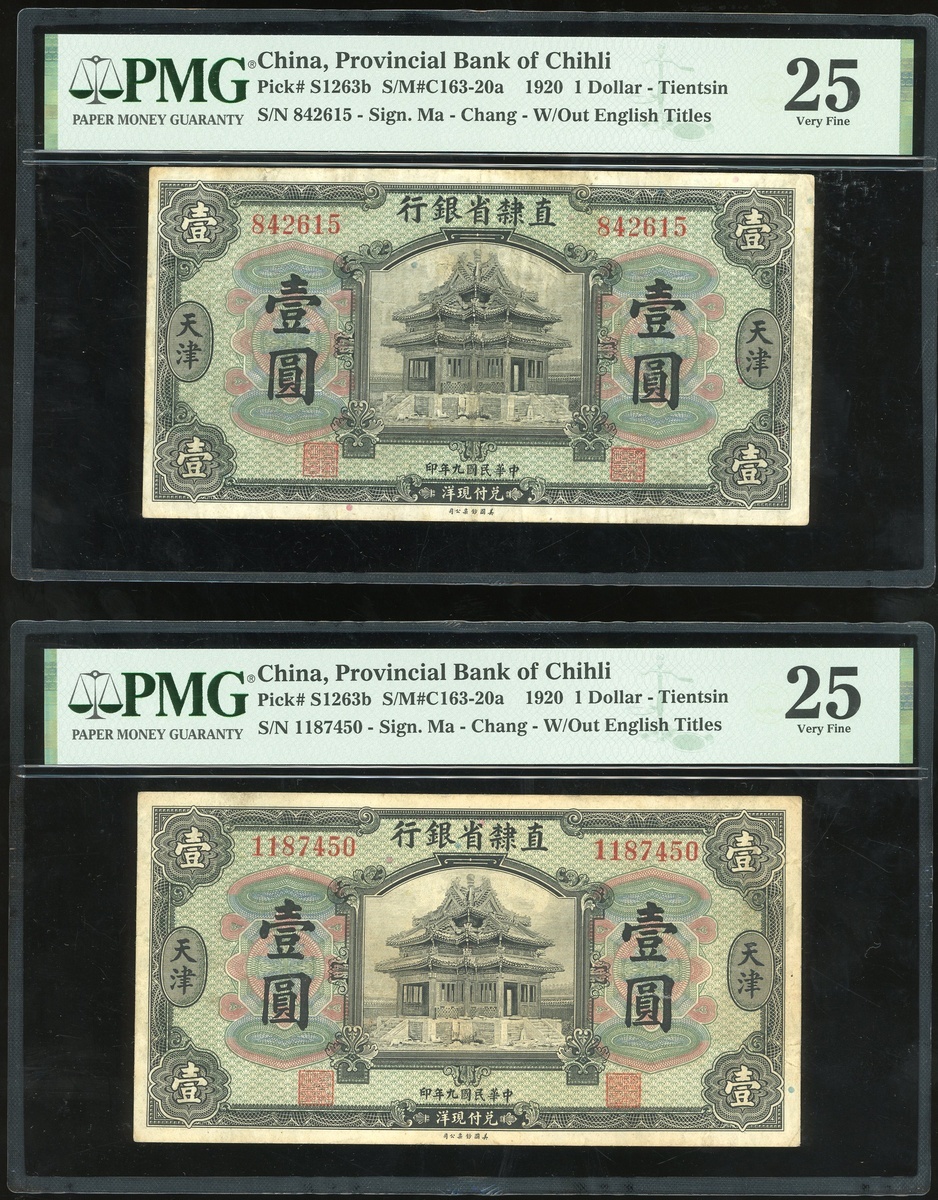 PMG®
PAPER MONEY GUARANTY
China, Provincial Bank of Chihli
Pick# S1263b S/M#C163-20a 1920 1 Dollar - Tientsin
S/N 842615 - Sign. Ma - Chang - W/Out English Titles
25
Very Fine
壹 行銀省隸直 壹
842615 842615
壹圓 壹圓
天津 天津
壹 壹
印年九國民華中
洋現付兌
PMG®
PAPER MONEY GUARANTY
China, Provincial Bank of Chihli
Pick# S1263b S/M#C163-20a 1920 1 Dollar - Tientsin
S/N 1187450 - Sign. Ma - Chang - W/Out English Titles
25
Very Fine
壹 行銀省隸直 壹
1187450 1187450
壹圓 壹圓
天津 天津
壹 壹
印年九國民華中
洋現付兌